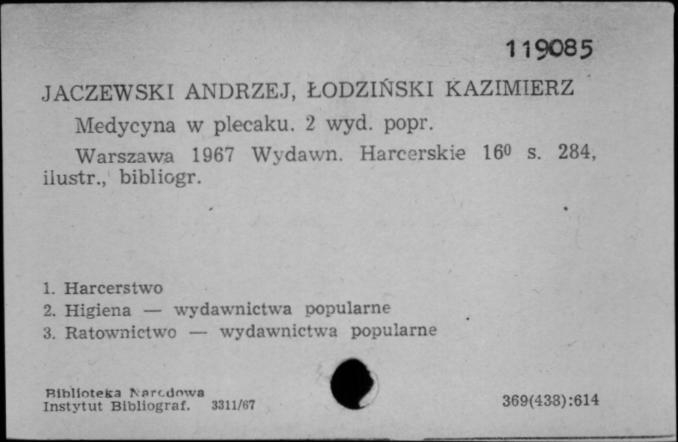 119085
JACZEWSKI ANDRZEJ, ŁODZIŃSKI KAZIMIERZ
Medycyna w plecaku. 2 wyd. popr.
Warszawa 1967 Wydawn. Harcerskie 16⁰ s. 284,
ilustr., bibliogr.
1. Harcerstwo
2. Higiena — wydawnictwa popularne
3. Ratownictwo — wydawnictwa popularne
Biblioteka Narodowa
Instytut Bibliograf. 3311/67
369(438):614